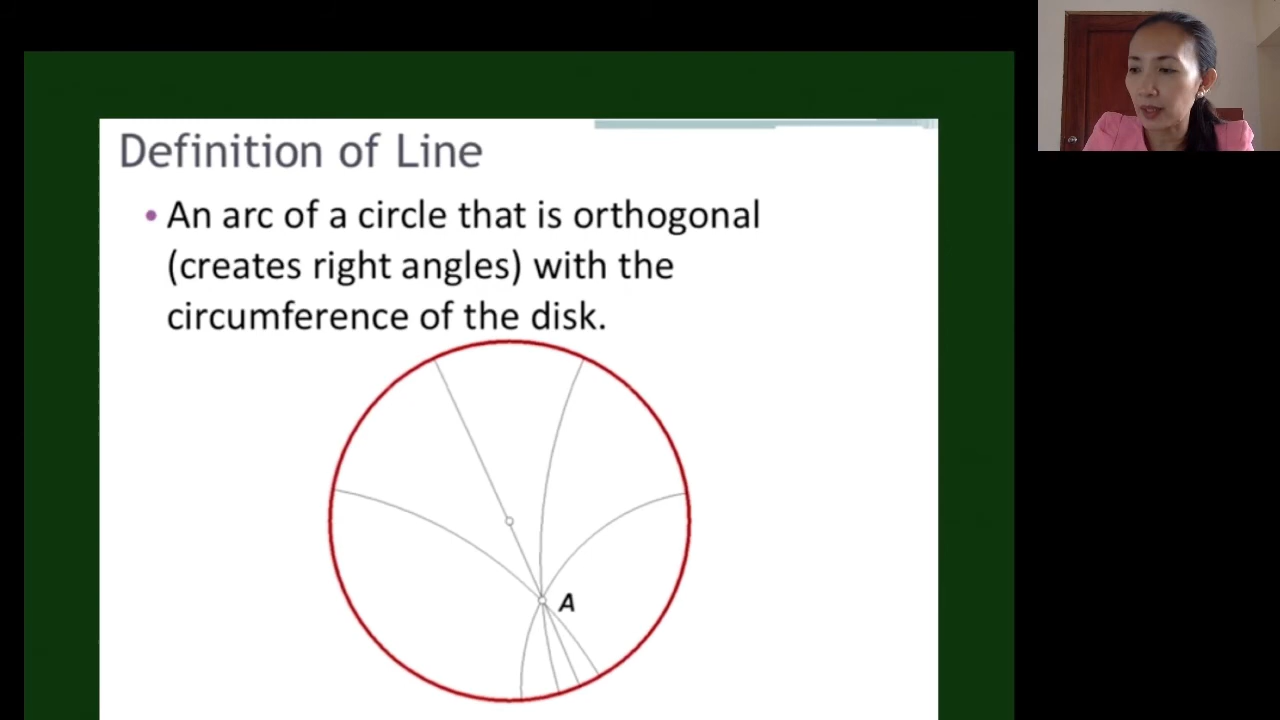 Definition of Line
• An arc of a circle that is orthogonal
(creates right angles) with the
circumference of the disk.
A